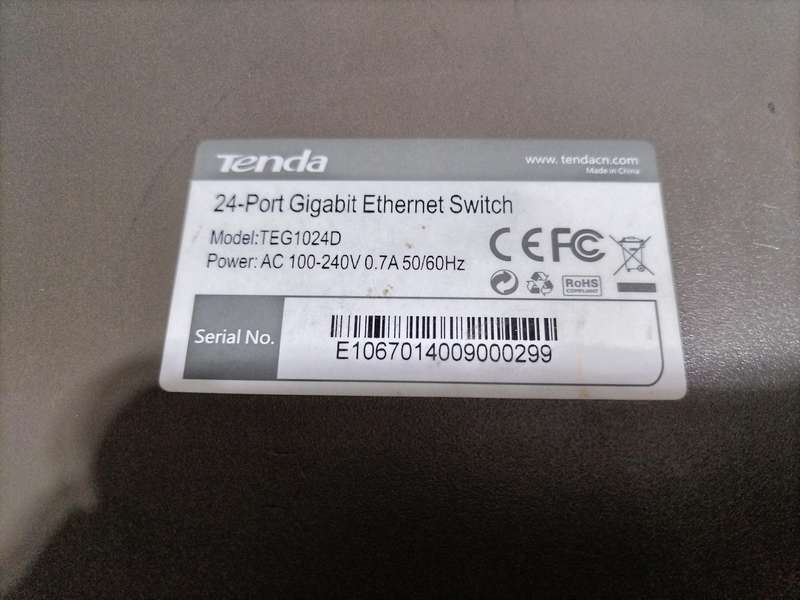 Tenda
www. tendacn.com
Made in China
24-Port Gigabit Ethernet Switch
Model:TEG1024D
Power: AC 100-240V 0.7A 50/60Hz
CE FC
RoHS
COMPLIANT
Serial No.
E1067014009000299